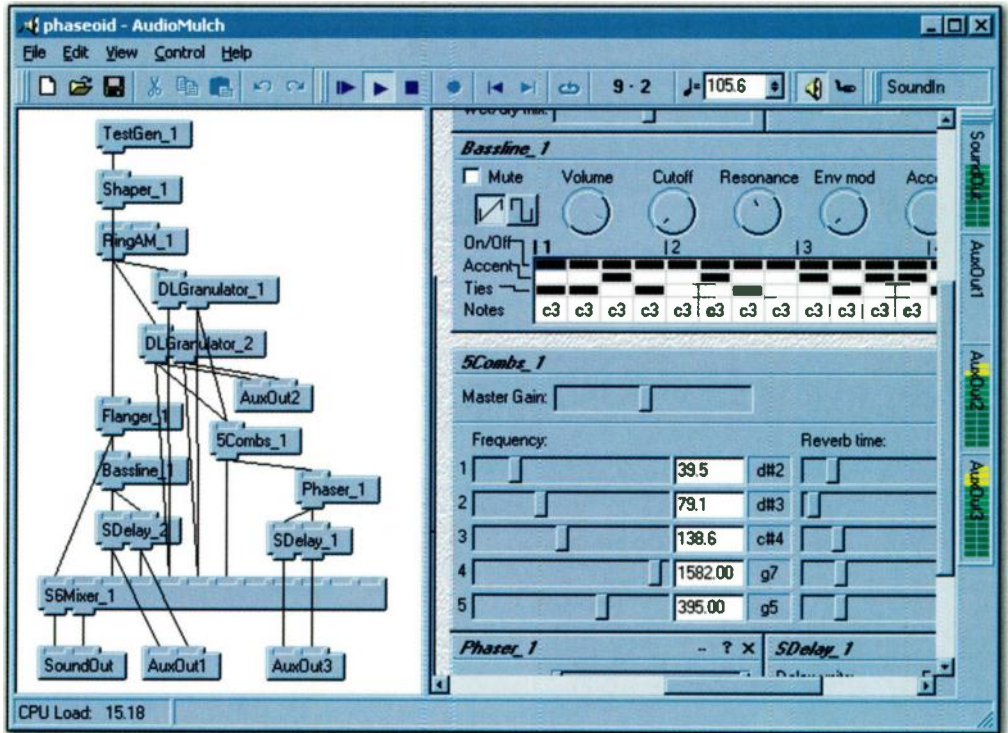 phaseoid - AudioMulch
File Edit View Control Help
9 · 2
105.6
SoundIn
TestGen_1
Shaper_1
RingAM_1
DLGranulator_1
DLGranulator_2
AuxOut2
Flanger_1
5Combs_1
Bassline_1
Phaser_1
SDelay_2
SDelay_1
S6Mixer_1
SoundOut
AuxOut1
AuxOut3
Wet/dry mix:
Bassline_1
Mute Volume Cutoff Resonance Env mod
On/Off 1 2 3
Accent
Ties
Notes c3 c3 c3 c3 c3 c3 c3 c3 c3 c3 c3 c3
5Combs_1
Master Gain:
Frequency: Reverb time:
1 39.5 d#2
2 79.1 d#3
3 138.6 c#4
4 1582.00 g7
5 395.00 g5
Phaser_1 -- ? × SDelay_1
SoundOut
AuxOut1
AuxOut2
AuxOut3
CPU Load: 15.18